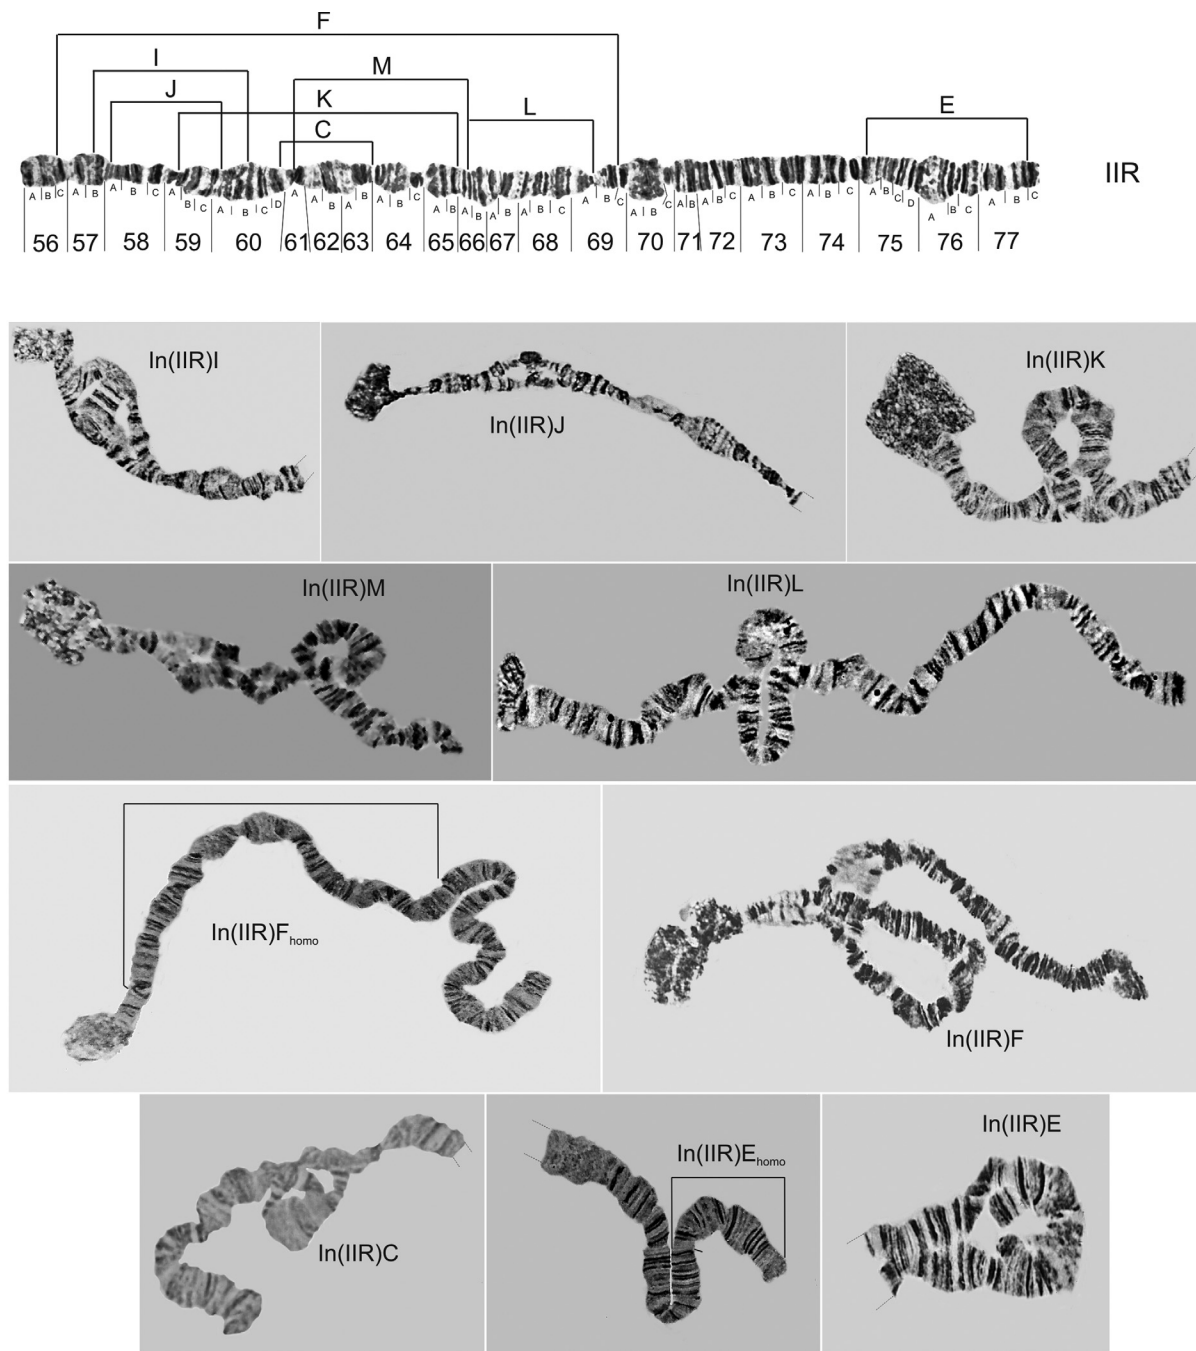 F
I
M
J
K
L
C
E
IIR
A B C A B A B C A B C A B C D A A B A B A B C A B A B A B A B C A B C A B C A B A B C A B C A B C A B C D A B C A B C
56 57 58 59 60 61 62 63 64 65 66 67 68 69 70 71 72 73 74 75 76 77
In(IIR)I
In(IIR)J
In(IIR)K
In(IIR)M
In(IIR)L
In(IIR)Fhomo
In(IIR)F
In(IIR)C
In(IIR)Ehomo
In(IIR)E